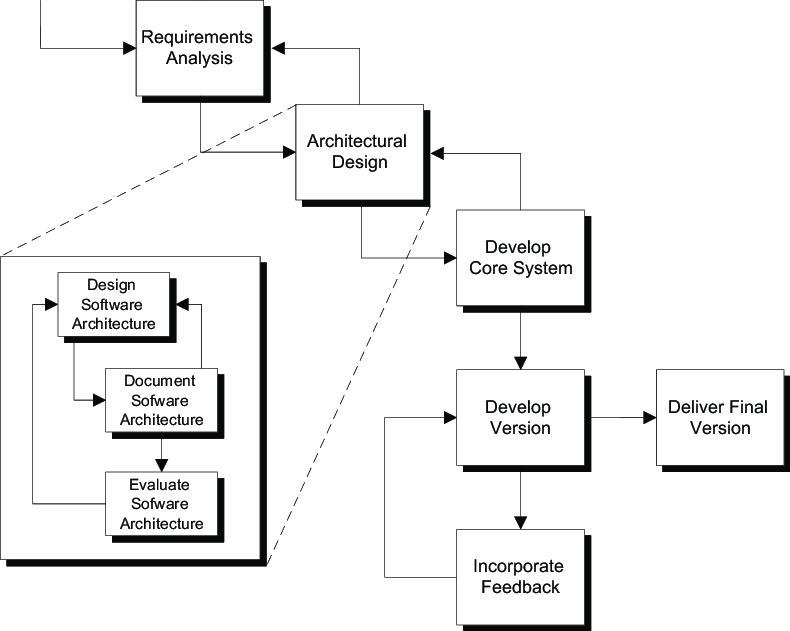 Requirements
Analysis
Architectural
Design
Develop
Core System
Design
Software
Architecture
Document
Sofware
Architecture
Evaluate
Sofware
Architecture
Develop
Version
Deliver Final
Version
Incorporate
Feedback